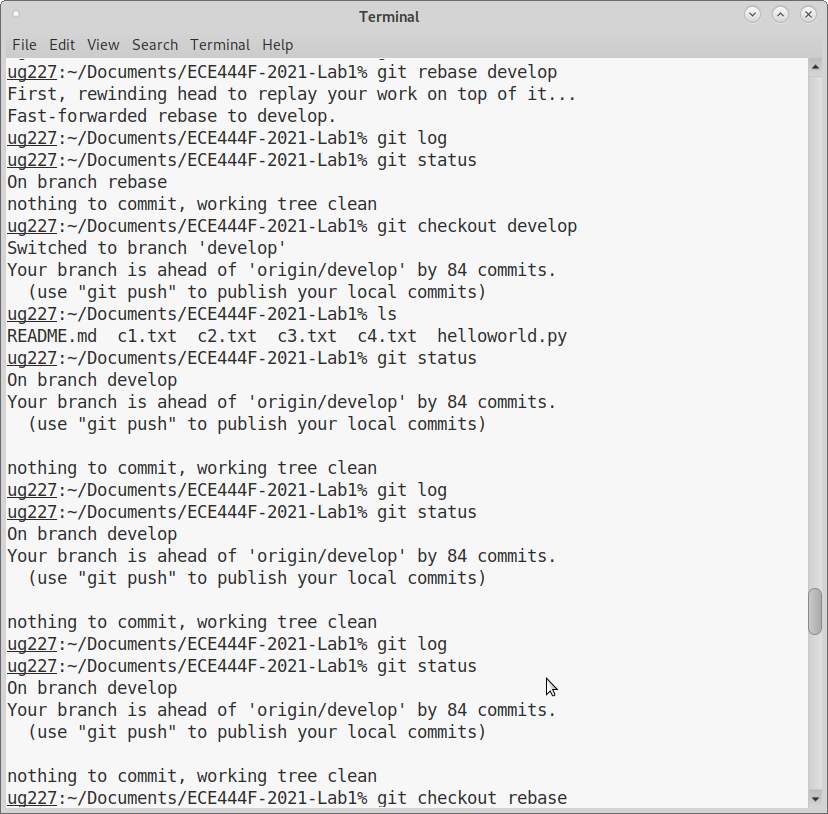 Terminal
File Edit View Search Terminal Help
ug227:~/Documents/ECE444F-2021-Lab1% git rebase develop
First, rewinding head to replay your work on top of it...
Fast-forwarded rebase to develop.
ug227:~/Documents/ECE444F-2021-Lab1% git log
ug227:~/Documents/ECE444F-2021-Lab1% git status
On branch rebase
nothing to commit, working tree clean
ug227:~/Documents/ECE444F-2021-Lab1% git checkout develop
Switched to branch 'develop'
Your branch is ahead of 'origin/develop' by 84 commits.
  (use "git push" to publish your local commits)
ug227:~/Documents/ECE444F-2021-Lab1% ls
README.md  c1.txt  c2.txt  c3.txt  c4.txt  helloworld.py
ug227:~/Documents/ECE444F-2021-Lab1% git status
On branch develop
Your branch is ahead of 'origin/develop' by 84 commits.
  (use "git push" to publish your local commits)

nothing to commit, working tree clean
ug227:~/Documents/ECE444F-2021-Lab1% git log
ug227:~/Documents/ECE444F-2021-Lab1% git status
On branch develop
Your branch is ahead of 'origin/develop' by 84 commits.
  (use "git push" to publish your local commits)

nothing to commit, working tree clean
ug227:~/Documents/ECE444F-2021-Lab1% git log
ug227:~/Documents/ECE444F-2021-Lab1% git status
On branch develop
Your branch is ahead of 'origin/develop' by 84 commits.
  (use "git push" to publish your local commits)

nothing to commit, working tree clean
ug227:~/Documents/ECE444F-2021-Lab1% git checkout rebase